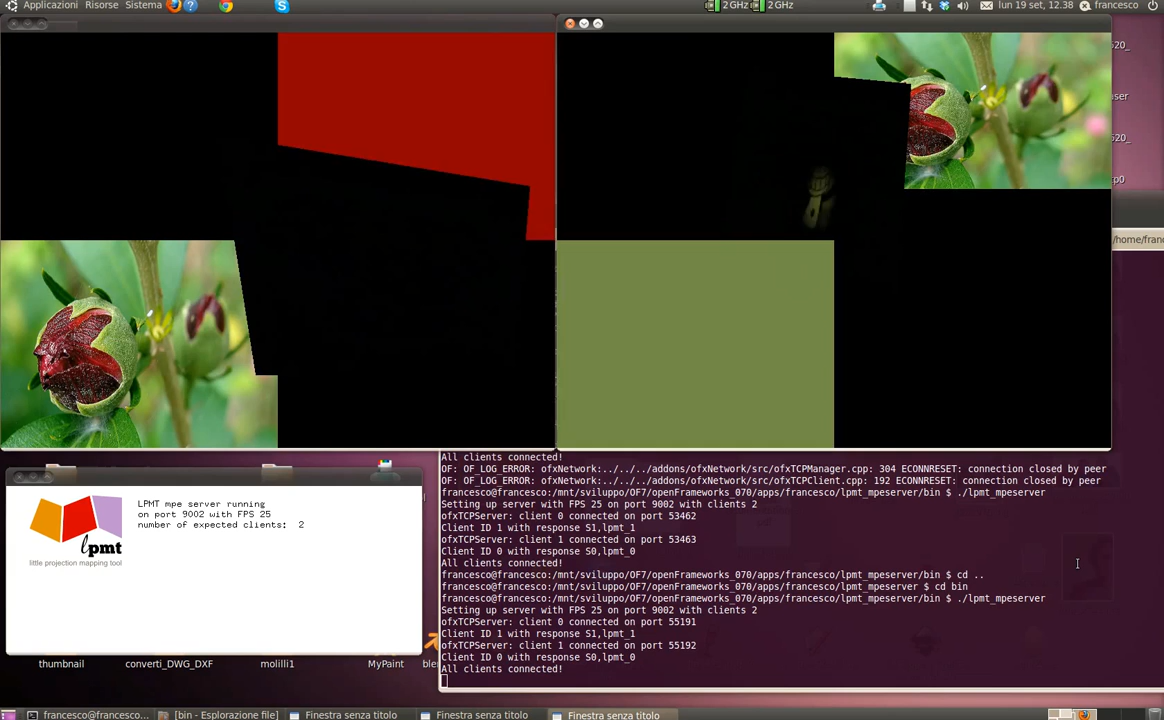 Applicazioni Risorse Sistema ? 2 GHz 2 GHz lun 19 set, 12.38 francesco
520_
ser
520_
:p0
/home/fran
All clients connected!
OF: OF_LOG_ERROR: ofxNetwork:../../../addons/ofxNetwork/src/ofxTCPManager.cpp: 304 ECONNRESET: connection closed by peer
OF: OF_LOG_ERROR: ofxNetwork:../../../addons/ofxNetwork/src/ofxTCPClient.cpp: 192 ECONNRESET: connection closed by peer
francesco@francesco:/mnt/sviluppo/OF7/openFrameworks_070/apps/francesco/lpmt_mpeserver/bin $ ./lpmt_mpeserver
Setting up server with FPS 25 on port 9002 with clients 2
ofxTCPServer: client 0 connected on port 53462
Client ID 1 with response S1,lpmt_1
ofxTCPServer: client 1 connected on port 53463
Client ID 0 with response S0,lpmt_0
All clients connected!
francesco@francesco:/mnt/sviluppo/OF7/openFrameworks_070/apps/francesco/lpmt_mpeserver/bin $ cd ..
francesco@francesco:/mnt/sviluppo/OF7/openFrameworks_070/apps/francesco/lpmt_mpeserver $ cd bin
francesco@francesco:/mnt/sviluppo/OF7/openFrameworks_070/apps/francesco/lpmt_mpeserver/bin $ ./lpmt_mpeserver
Setting up server with FPS 25 on port 9002 with clients 2
ofxTCPServer: client 0 connected on port 55191
Client ID 1 with response S1,lpmt_1
ofxTCPServer: client 1 connected on port 55192
Client ID 0 with response S0,lpmt_0
All clients connected!
LPMT mpe server running
on port 9002 with FPS 25
number of expected clients: 2
lpmt
little projection mapping tool
thumbnail converti_DWG_DXF molilli1 MyPaint ble
francesco@francesco... [bin - Esplorazione file] Finestra senza titolo Finestra senza titolo Finestra senza titolo